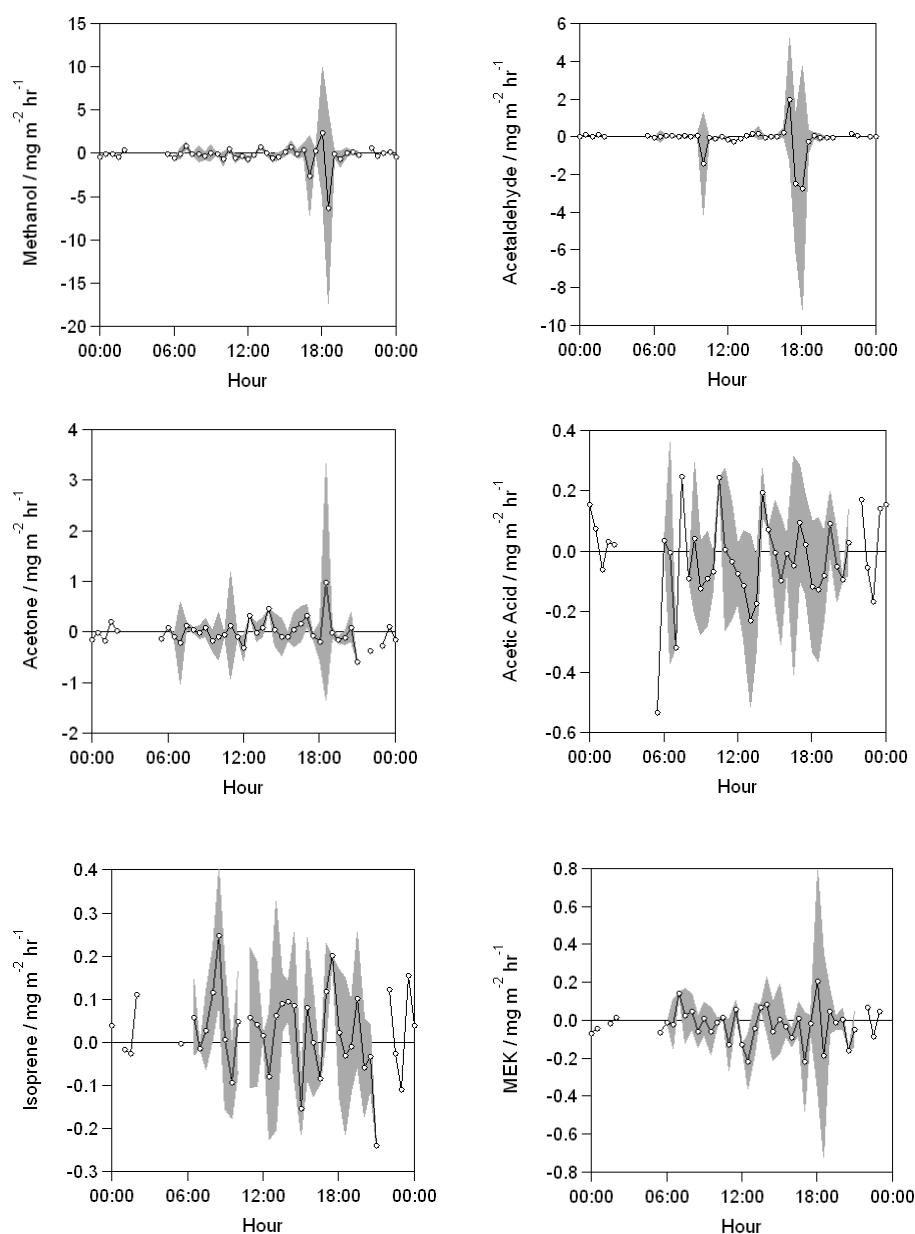 15
10
5
0
-5
-10
-15
-20
Methanol / mg m-2 hr-1
00:00 06:00 12:00 18:00 00:00
Hour
6
4
2
0
-2
-4
-6
-8
-10
Acetaldehyde / mg m-2 hr-1
00:00 06:00 12:00 18:00 00:00
Hour
4
3
2
1
0
-1
-2
Acetone / mg m-2 hr-1
00:00 06:00 12:00 18:00 00:00
Hour
0.4
0.2
0.0
-0.2
-0.4
-0.6
Acetic Acid / mg m-2 hr-1
00:00 06:00 12:00 18:00 00:00
Hour
0.4
0.3
0.2
0.1
0.0
-0.1
-0.2
-0.3
Isoprene / mg m-2 hr-1
00:00 06:00 12:00 18:00 00:00
Hour
0.8
0.6
0.4
0.2
0.0
-0.2
-0.4
-0.6
-0.8
MEK / mg m-2 hr-1
00:00 06:00 12:00 18:00 00:00
Hour